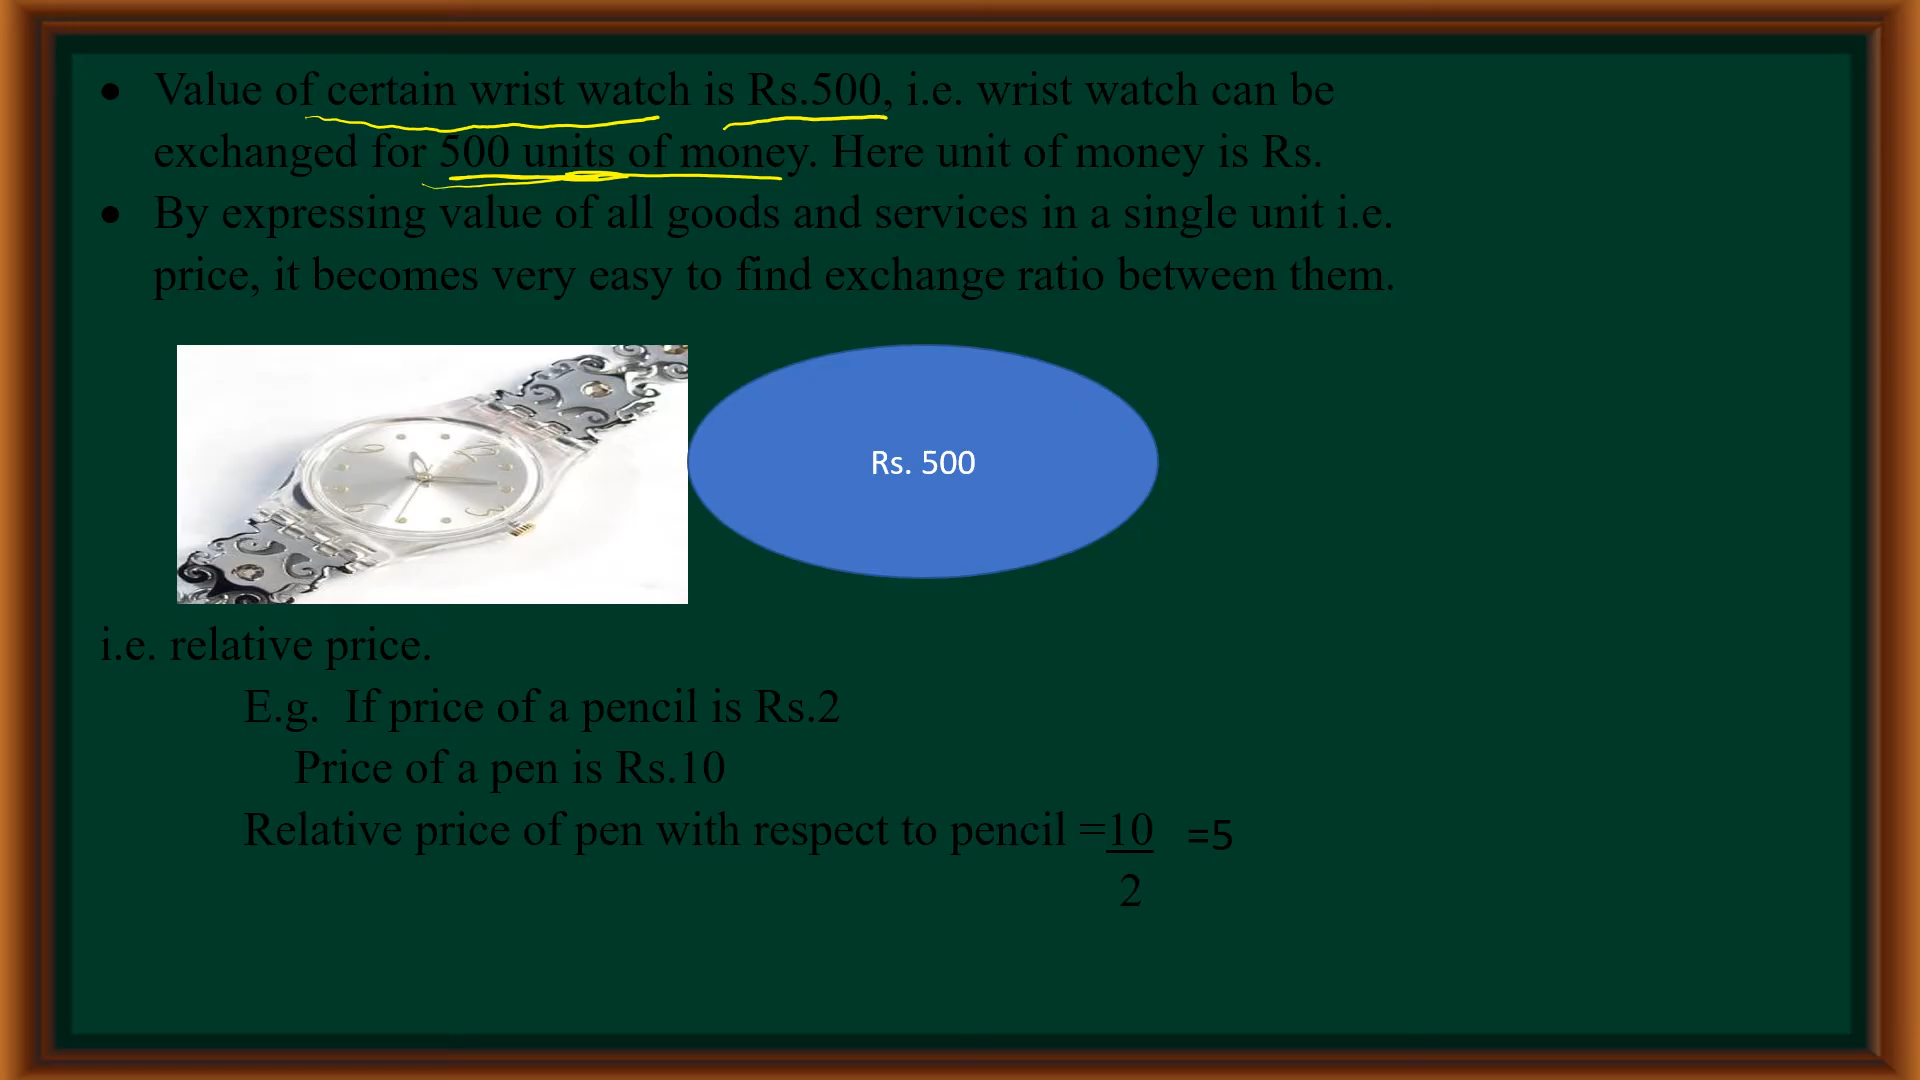 • Value of certain wrist watch is Rs.500, i.e. wrist watch can be
exchanged for 500 units of money. Here unit of money is Rs.
• By expressing value of all goods and services in a single unit i.e.
price, it becomes very easy to find exchange ratio between them.
Rs. 500
i.e. relative price.
E.g. If price of a pencil is Rs.2
Price of a pen is Rs.10
Relative price of pen with respect to pencil =10 =5
2